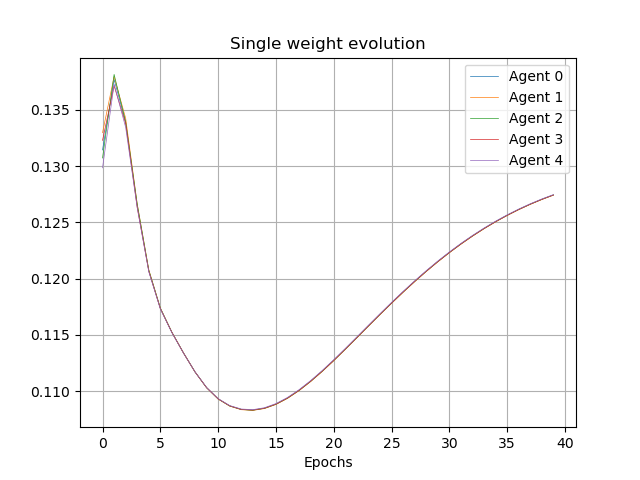 Single weight evolution
Agent 0
Agent 1
Agent 2
Agent 3
Agent 4
0.135
0.130
0.125
0.120
0.115
0.110
0 5 10 15 20 25 30 35 40
Epochs